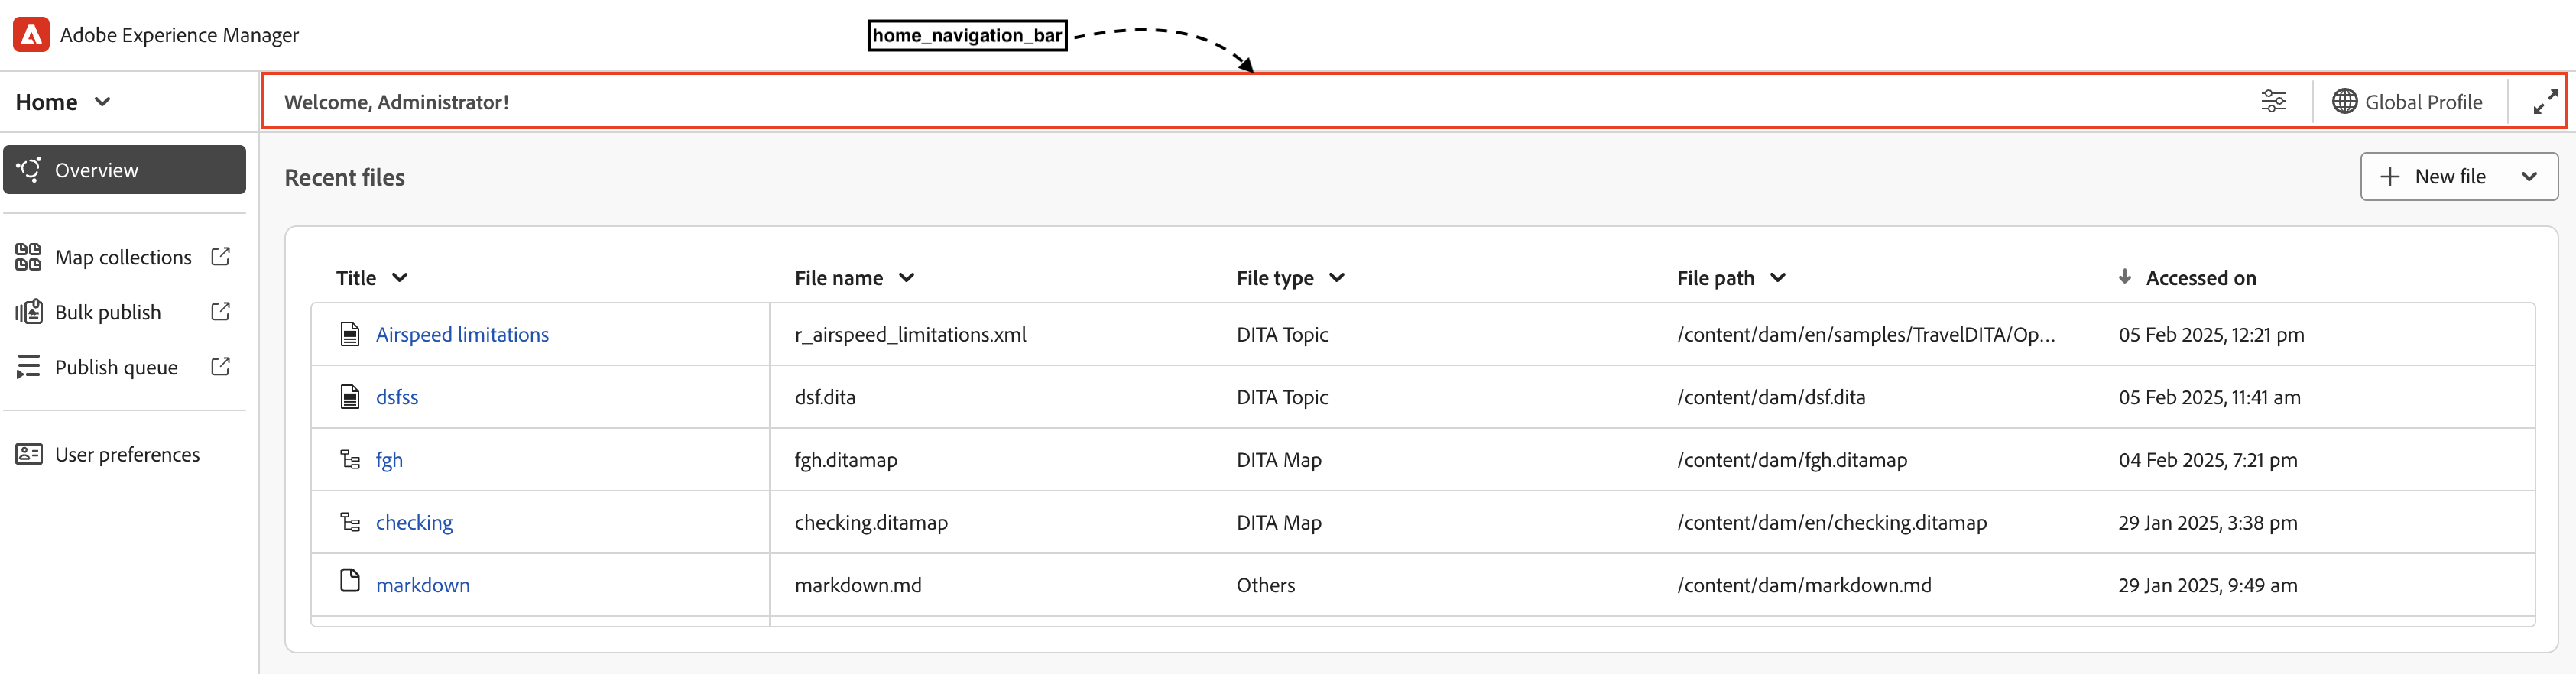 Adobe Experience Manager
home_navigation_bar
Home
Welcome, Administrator!
Global Profile
Overview
Recent files
New file
Map collections
Bulk publish
Publish queue
User preferences
Title File name File type File path Accessed on
Airspeed limitations r_airspeed_limitations.xml DITA Topic /content/dam/en/samples/TravelDITA/Op... 05 Feb 2025, 12:21 pm
dsfss dsf.dita DITA Topic /content/dam/dsf.dita 05 Feb 2025, 11:41 am
fgh fgh.ditamap DITA Map /content/dam/fgh.ditamap 04 Feb 2025, 7:21 pm
checking checking.ditamap DITA Map /content/dam/en/checking.ditamap 29 Jan 2025, 3:38 pm
markdown markdown.md Others /content/dam/markdown.md 29 Jan 2025, 9:49 am